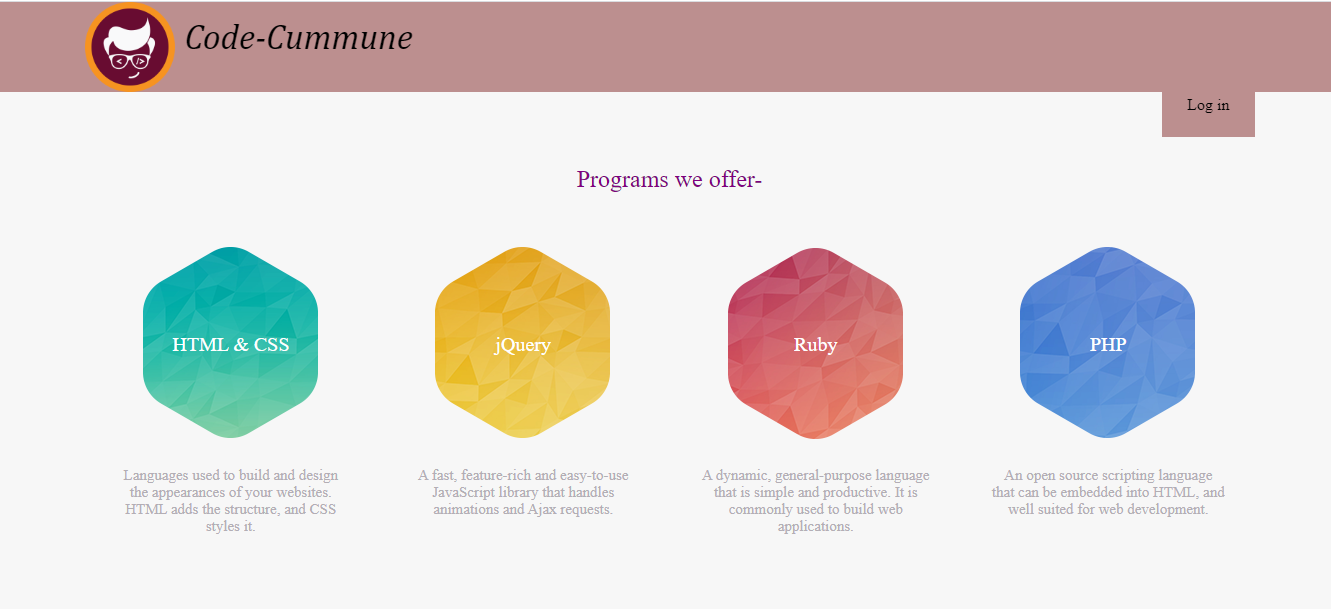 Code-Cummune
< />
Log in
Programs we offer-
HTML & CSS
jQuery
Ruby
PHP
Languages used to build and design
the appearances of your websites.
HTML adds the structure, and CSS
styles it.
A fast, feature-rich and easy-to-use
JavaScript library that handles
animations and Ajax requests.
A dynamic, general-purpose language
that is simple and productive. It is
commonly used to build web
applications.
An open source scripting language
that can be embedded into HTML, and
well suited for web development.